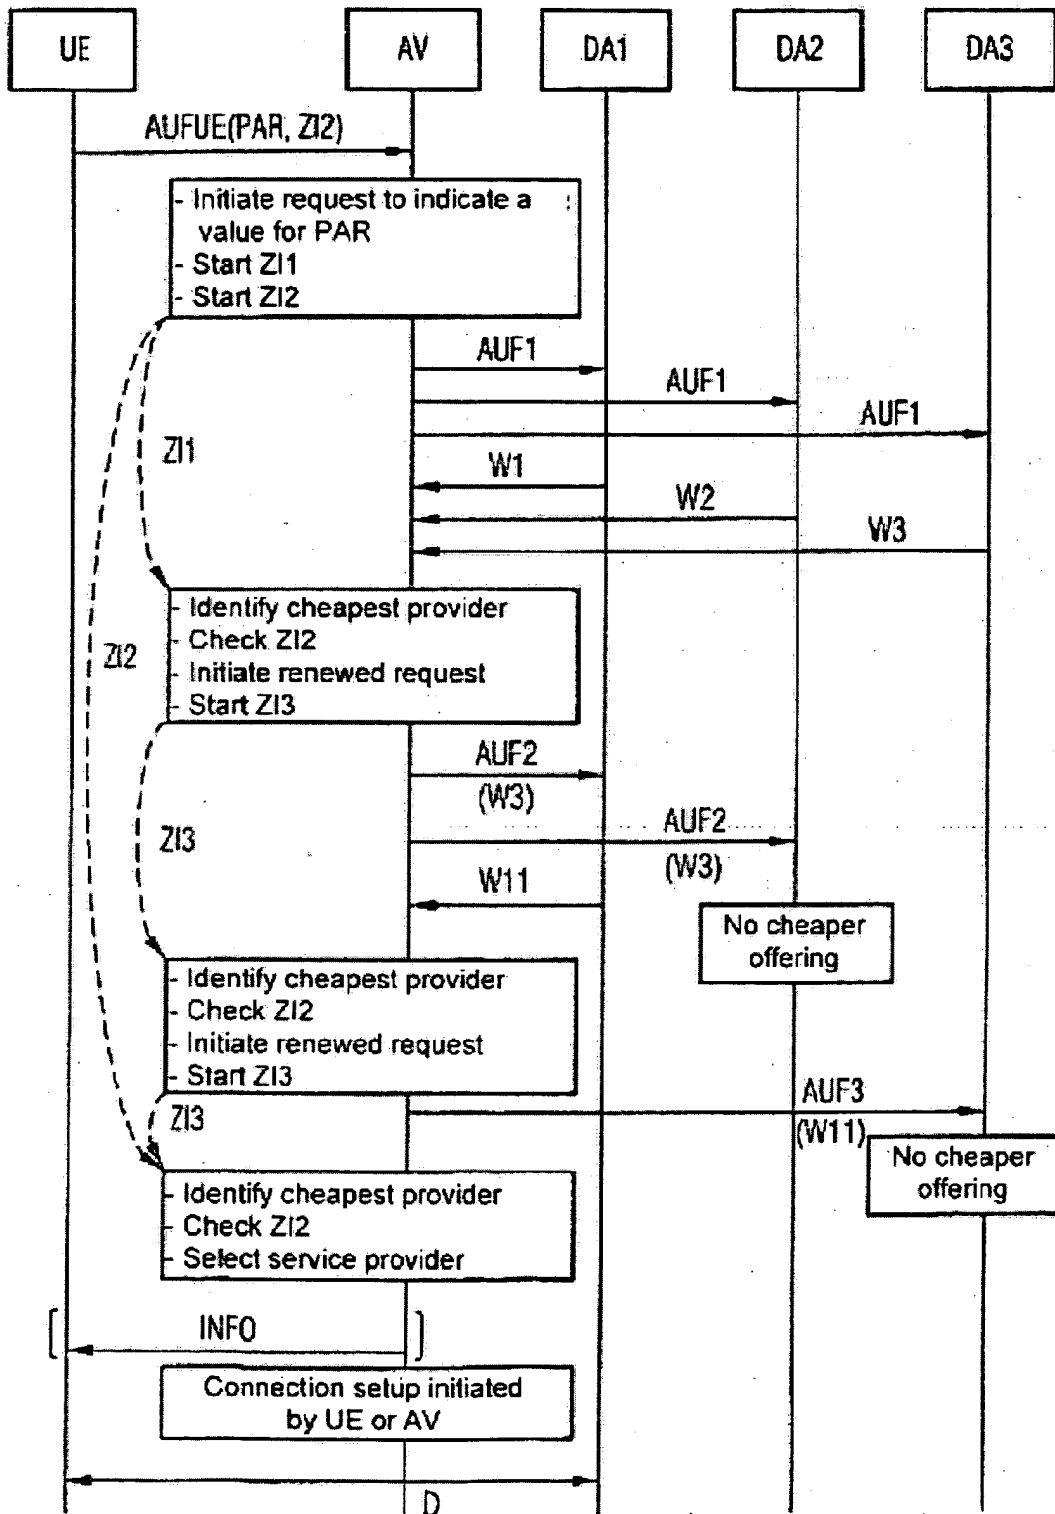 UE AV DA1 DA2 DA3
AUFUE(PAR, ZI2)
- Initiate request to indicate a
value for PAR
- Start ZI1
- Start ZI2
AUF1
AUF1
AUF1
ZI1
W1
W2
W3
- Identify cheapest provider
- Check ZI2
- Initiate renewed request
- Start ZI3
ZI2
AUF2
(W3)
AUF2
(W3)
ZI3
W11
No cheaper
offering
- Identify cheapest provider
- Check ZI2
- Initiate renewed request
- Start ZI3
ZI3
AUF3
(W11)
No cheaper
offering
- Identify cheapest provider
- Check ZI2
- Select service provider
[ INFO ]
Connection setup initiated
by UE or AV
D